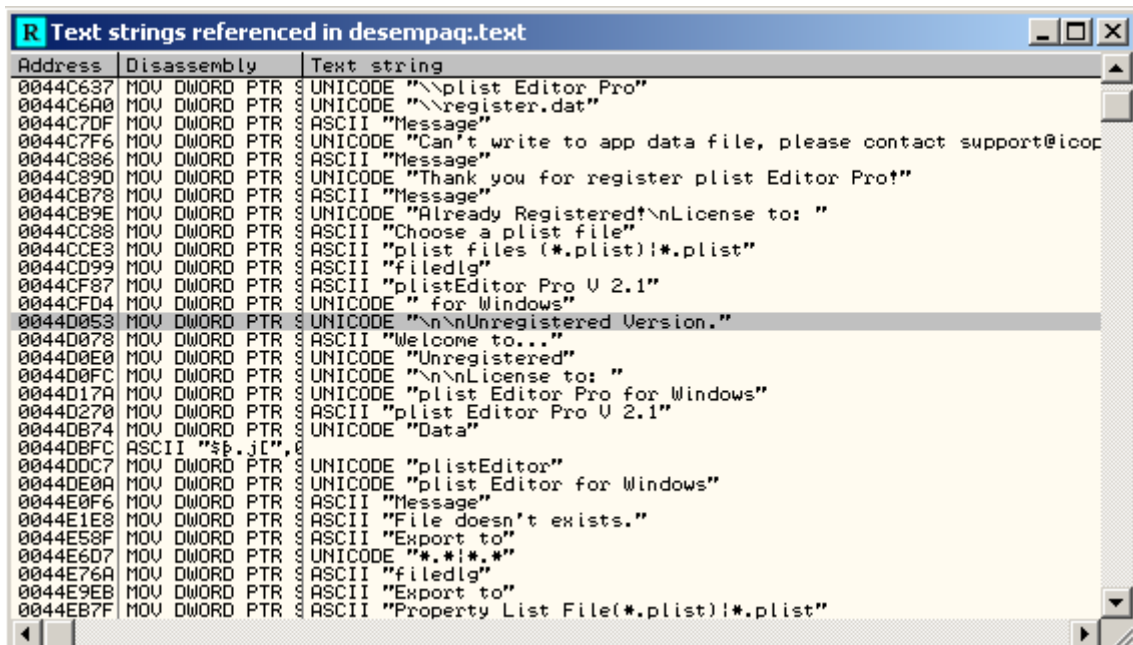 R Text strings referenced in desempaq:.text
Address Disassembly Text string
0044C637 MOV DWORD PTR S UNICODE "\\plist Editor Pro"
0044C6A0 MOV DWORD PTR S UNICODE "\\register.dat"
0044C7DF MOV DWORD PTR S ASCII "Message"
0044C7F6 MOV DWORD PTR S UNICODE "Can't write to app data file, please contact support@icop
0044C886 MOV DWORD PTR S ASCII "Message"
0044C89D MOV DWORD PTR S UNICODE "Thank you for register plist Editor Pro!"
0044CB78 MOV DWORD PTR S ASCII "Message"
0044CB9E MOV DWORD PTR S UNICODE "Already Registered!\nLicense to: "
0044CC88 MOV DWORD PTR S ASCII "Choose a plist file"
0044CCE3 MOV DWORD PTR S ASCII "plist files (*.plist)|*.plist"
0044CD99 MOV DWORD PTR S ASCII "filedlg"
0044CF87 MOV DWORD PTR S ASCII "plistEditor Pro V 2.1"
0044CFD4 MOV DWORD PTR S UNICODE " for Windows"
0044D053 MOV DWORD PTR S UNICODE "\n\nUnregistered Version."
0044D078 MOV DWORD PTR S ASCII "Welcome to..."
0044D0E0 MOV DWORD PTR S UNICODE "Unregistered"
0044D0FC MOV DWORD PTR S UNICODE "\n\nLicense to: "
0044D17A MOV DWORD PTR S UNICODE "plist Editor Pro for Windows"
0044D270 MOV DWORD PTR S ASCII "plist Editor Pro V 2.1"
0044DB74 MOV DWORD PTR S UNICODE "Data"
0044DBFC ASCII "$þ.j[",0
0044DDC7 MOV DWORD PTR S UNICODE "plistEditor"
0044DE0A MOV DWORD PTR S UNICODE "plist Editor for Windows"
0044E0F6 MOV DWORD PTR S ASCII "Message"
0044E1E8 MOV DWORD PTR S ASCII "File doesn't exists."
0044E58F MOV DWORD PTR S ASCII "Export to"
0044E6D7 MOV DWORD PTR S UNICODE "*.*|*.*"
0044E76A MOV DWORD PTR S ASCII "filedlg"
0044E9EB MOV DWORD PTR S ASCII "Export to"
0044EB7F MOV DWORD PTR S ASCII "Property List File(*.plist)|*.plist"